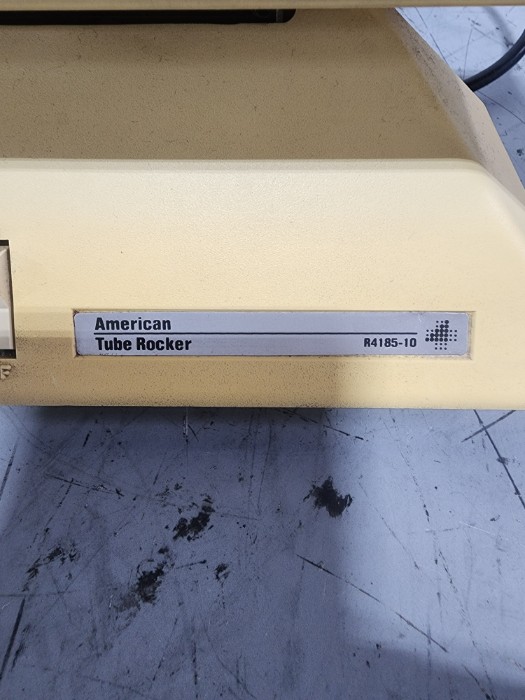 American
Tube Rocker
R4185-10
F